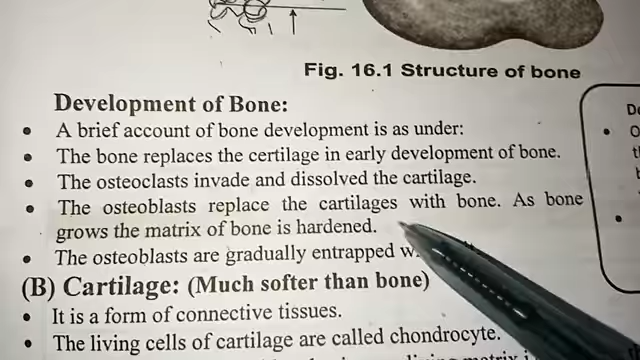 Fig. 16.1 Structure of bone
Development of Bone:
• A brief account of bone development is as under:
• The bone replaces the certilage in early development of bone.
• The osteoclasts invade and dissolved the cartilage.
• The osteoblasts replace the cartilages with bone. As bone
grows the matrix of bone is hardened.
• The osteoblasts are gradually entrapped
(B) Cartilage: (Much softer than bone)
• It is a form of connective tissues.
• The living cells of cartilage are called chondrocyte.